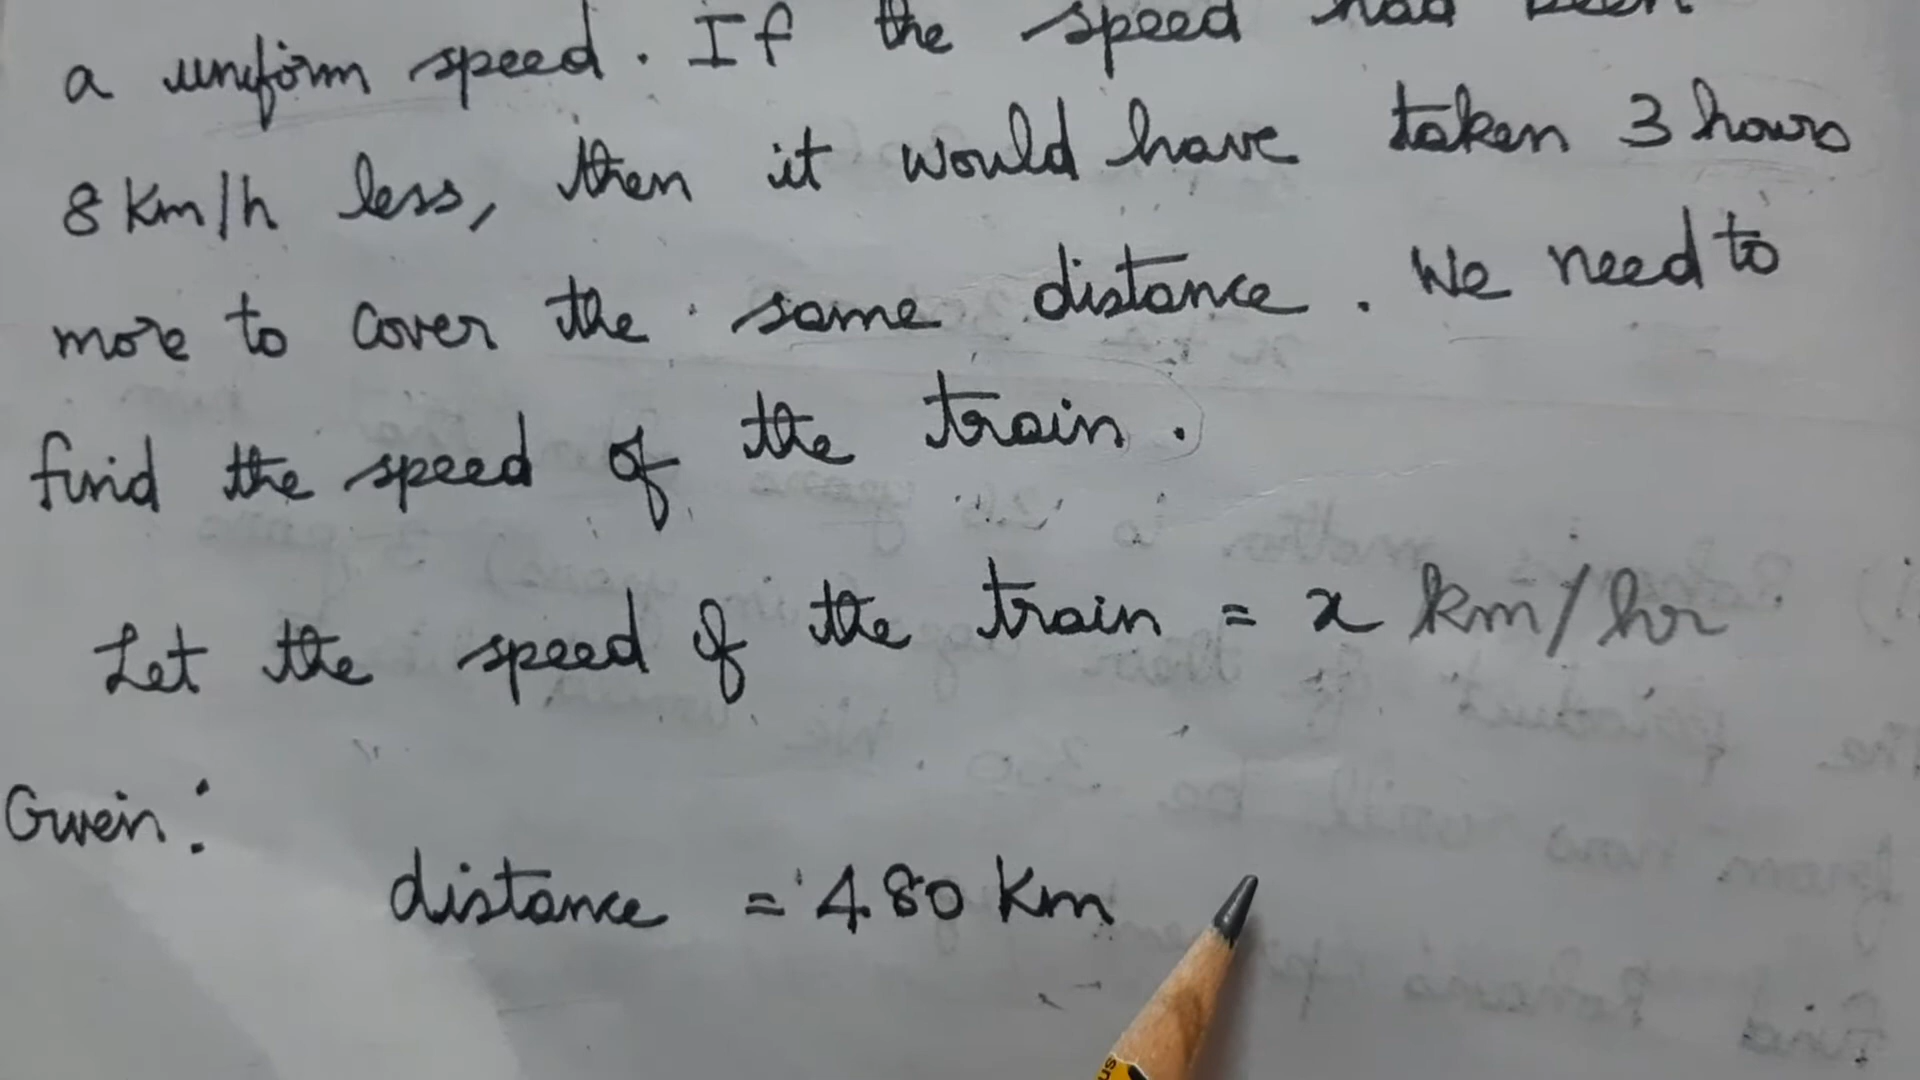 a uniform speed. If the speed had been
8 Km/h less, then it would have taken 3 hours
more to cover the same distance. We need to
find the speed of the train.
Let the speed of the train = x km/hr
Given:
distance = 480 Km